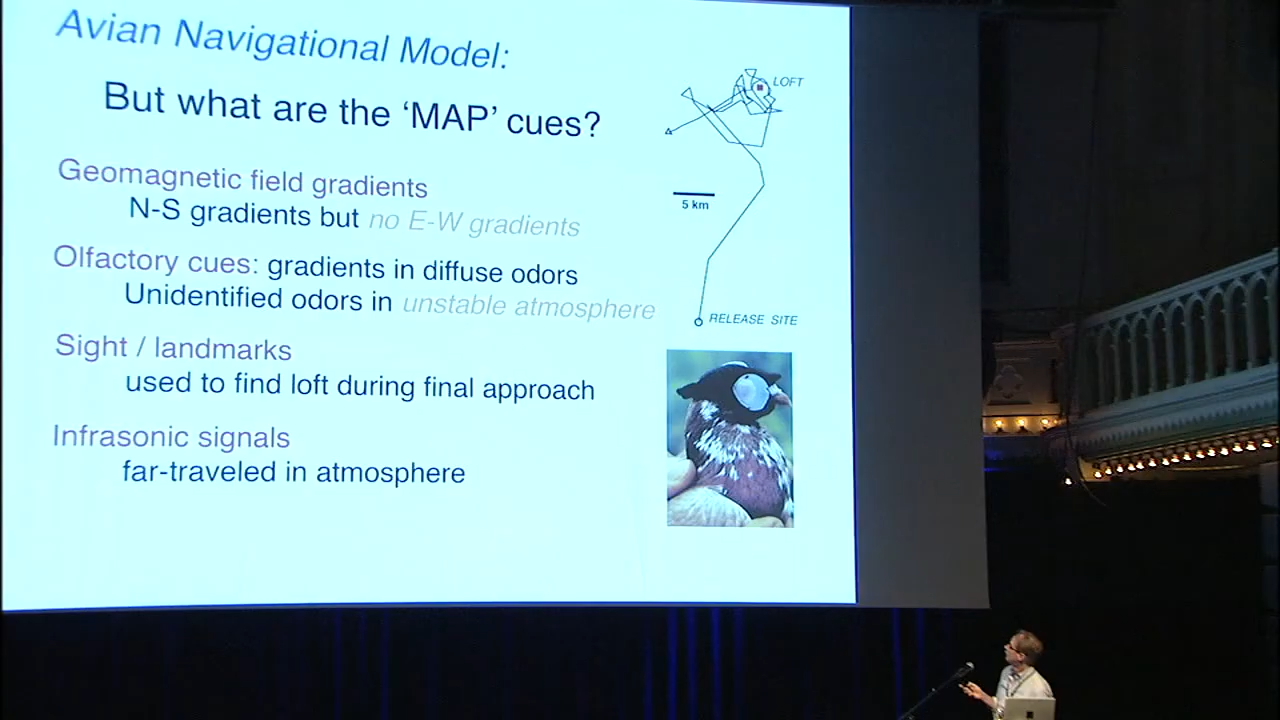 Avian Navigational Model:
But what are the ‘MAP’ cues?
Geomagnetic field gradients
N-S gradients but no E-W gradients
Olfactory cues: gradients in diffuse odors
Unidentified odors in unstable atmosphere
Sight / landmarks
used to find loft during final approach
Infrasonic signals
far-traveled in atmosphere
LOFT
5 km
RELEASE SITE